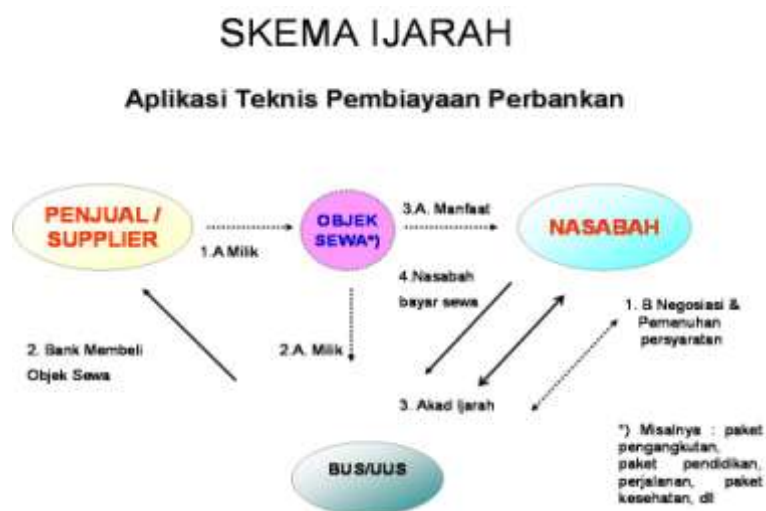 SKEMA IJARAH
Aplikasi Teknis Pembiayaan Perbankan
PENJUAL /
SUPPLIER
1.A Milik
OBJEK
SEWA*)
3.A. Manfaat
NASABAH
4.Nasabah
bayar sewa
1. B Negosiasi &
Pemenuhan
persyaratan
2. Bank Membeli
Objek Sewa
2.A. Milik
3. Akad Ijarah
BUS/UUS
*) Misalnya : paket
pengangkutan,
paket pendidikan,
perjalanan, paket
kesehatan, dll